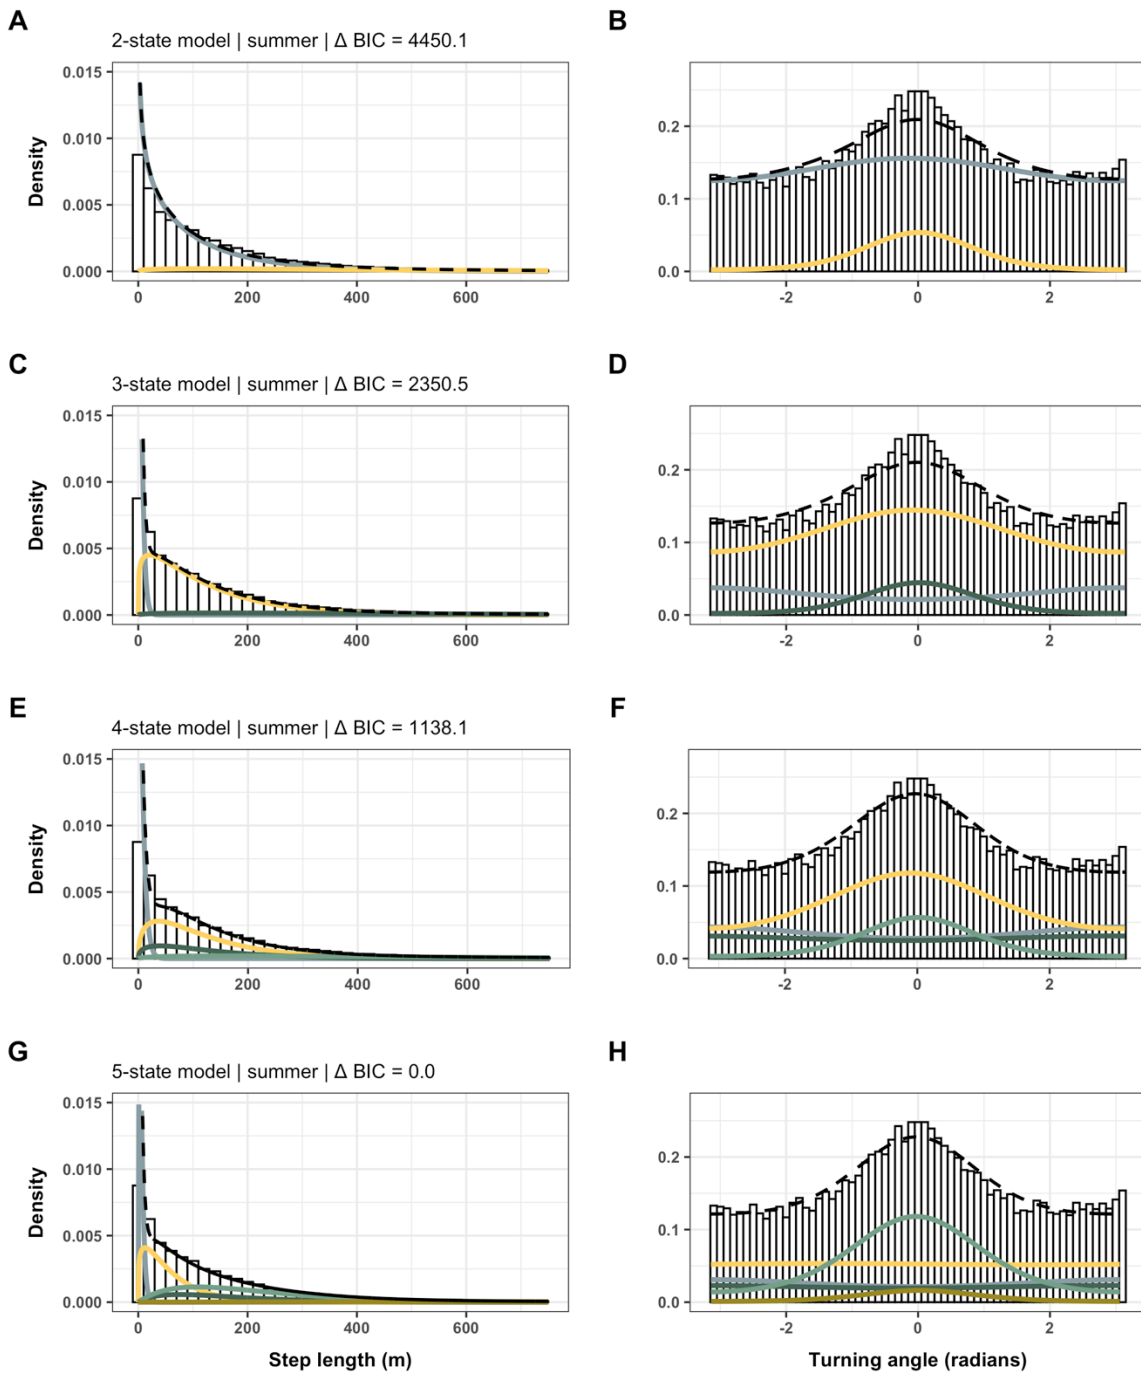 A
B
2-state model | summer | Δ BIC = 4450.1
0.015
0.010
0.005
0.000
Density
0 200 400 600
0.2
0.1
0.0
-2 0 2
C
D
3-state model | summer | Δ BIC = 2350.5
0.015
0.010
0.005
0.000
Density
0 200 400 600
0.2
0.1
0.0
-2 0 2
E
F
4-state model | summer | Δ BIC = 1138.1
0.015
0.010
0.005
0.000
Density
0 200 400 600
0.2
0.1
0.0
-2 0 2
G
H
5-state model | summer | Δ BIC = 0.0
0.015
0.010
0.005
0.000
Density
0 200 400 600
Step length (m)
0.2
0.1
0.0
-2 0 2
Turning angle (radians)